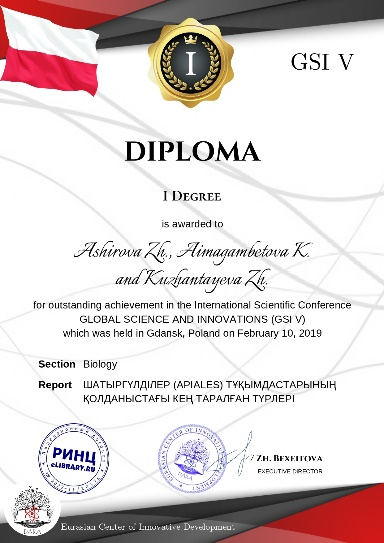 I
GSI V
DIPLOMA
I Degree
is awarded to
Ashirova Zh., Aimagambetova K.
and Kuzhantayeva Zh.
for outstanding achievement in the International Scientific Conference
GLOBAL SCIENCE AND INNOVATIONS (GSI V)
which was held in Gdansk, Poland on February 10, 2019
Section Biology
Report ШАТЫРГҮЛДІЛЕР (APIALES) ТҰҚЫМДАСТАРЫНЫҢ
ҚОЛДАНЫСТАҒЫ КЕҢ ТАРАЛҒАН ТҮРЛЕРІ
РИНЦ
eLIBRARY.RU
EURASIAN CENTER OF INNOVATIVE DEVELOPMENT
Zh. Bexeitova
EXECUTIVE DIRECTOR
Eurasian Center of Innovative Development